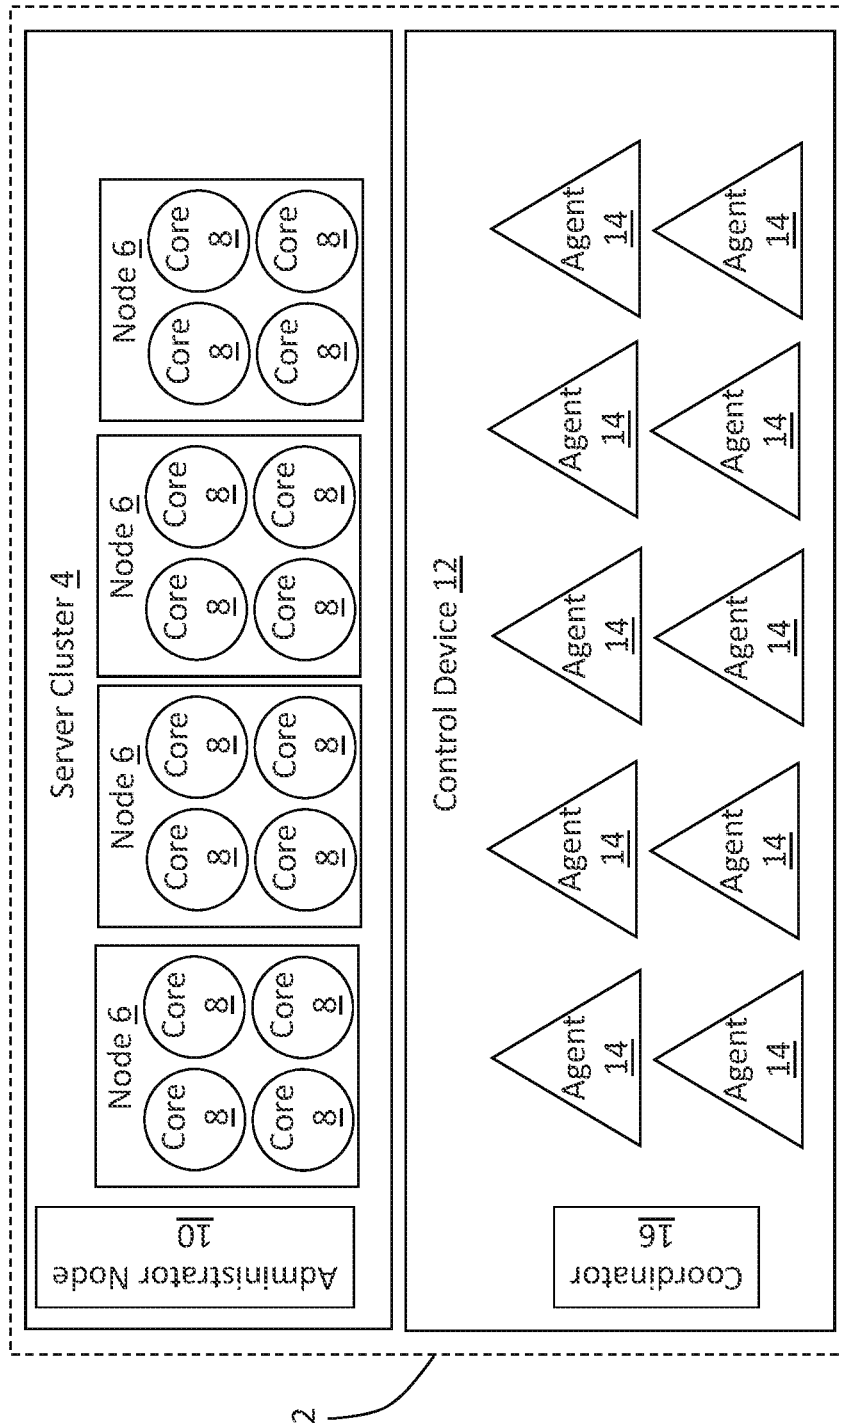 Server Cluster 4
Administrator Node
10
Node 6
Core
8
Core
8
Core
8
Core
8
Node 6
Core
8
Core
8
Core
8
Core
8
Node 6
Core
8
Core
8
Core
8
Core
8
Node 6
Core
8
Core
8
Core
8
Core
8
Control Device 12
Coordinator
16
Agent
14
Agent
14
Agent
14
Agent
14
Agent
14
Agent
14
Agent
14
Agent
14
Agent
14
Agent
14
2